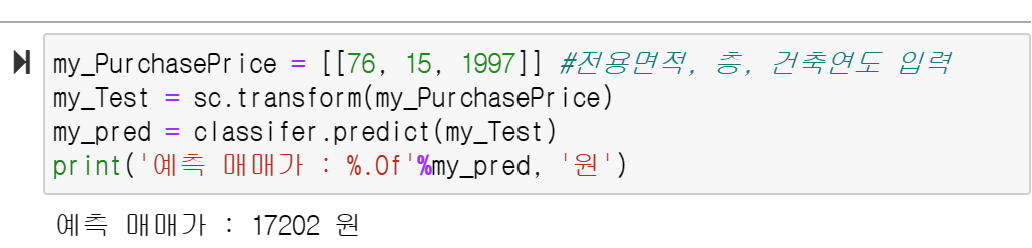 my_PurchasePrice = [[76, 15, 1997]] #전용면적, 층, 건축연도 입력
my_Test = sc.transform(my_PurchasePrice)
my_pred = classifer.predict(my_Test)
print('예측 매매가 : %.0f'%my_pred, '원')
예측 매매가 : 17202 원